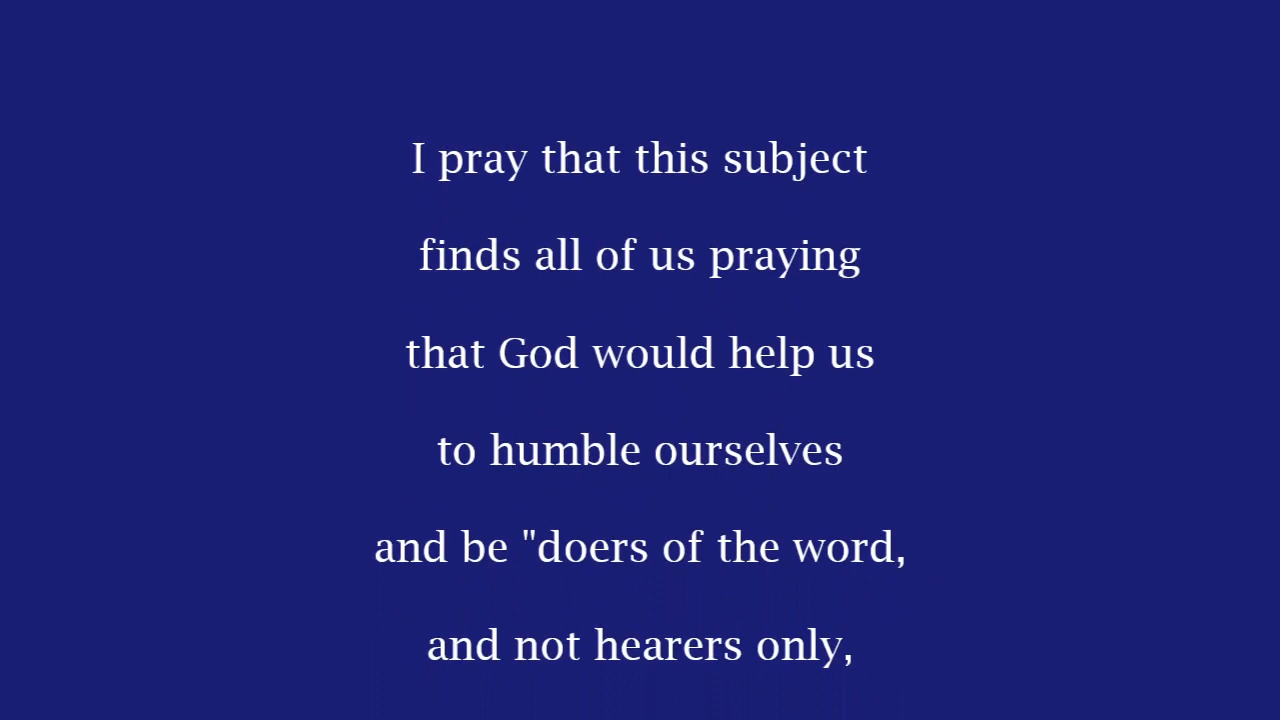 I pray that this subject
finds all of us praying
that God would help us
to humble ourselves
and be "doers of the word,
and not hearers only,